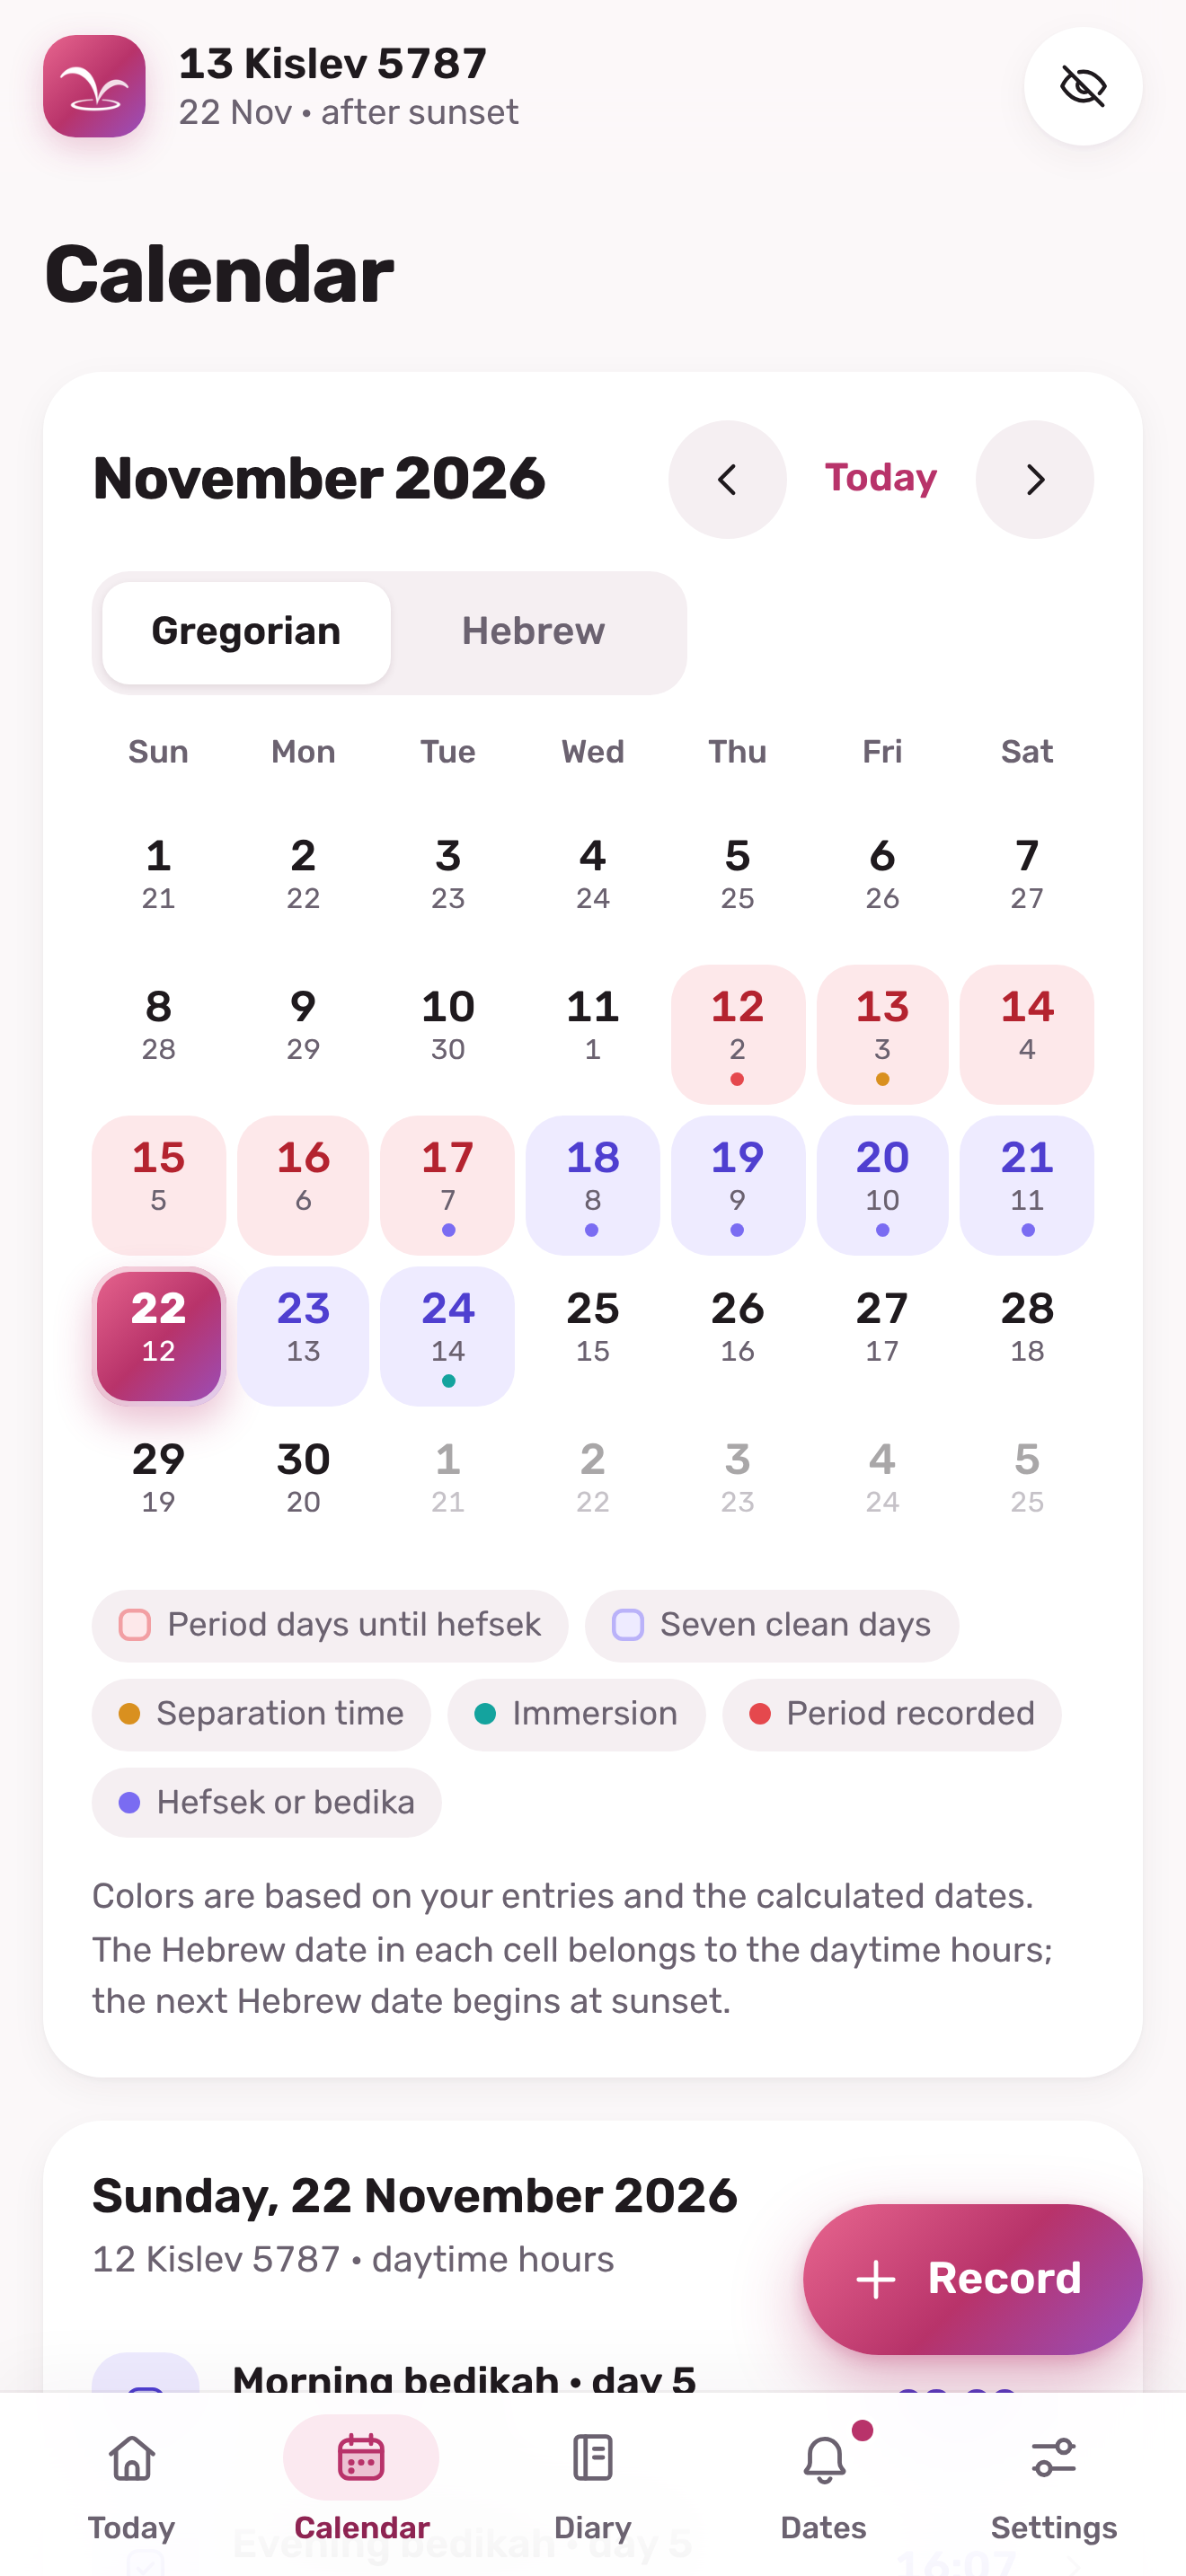 13 Kislev 5787
22 Nov • after sunset
Calendar
November 2026
Today
Gregorian Hebrew
Sun Mon Tue Wed Thu Fri Sat
1 2 3 4 5 6 7
21 22 23 24 25 26 27
8 9 10 11 12 13 14
28 29 30 1 2 3 4
15 16 17 18 19 20 21
5 6 7 8 9 10 11
22 23 24 25 26 27 28
12 13 14 15 16 17 18
29 30 1 2 3 4 5
19 20 21 22 23 24 25
Period days until hefsek Seven clean days
Separation time Immersion Period recorded
Hefsek or bedika
Colors are based on your entries and the calculated dates.
The Hebrew date in each cell belongs to the daytime hours;
the next Hebrew date begins at sunset.
Sunday, 22 November 2026
12 Kislev 5787 • daytime hours
Record
Morning bedikah • day 5
Evening bedikah • day 5
16:07
Today Calendar Diary Dates Settings